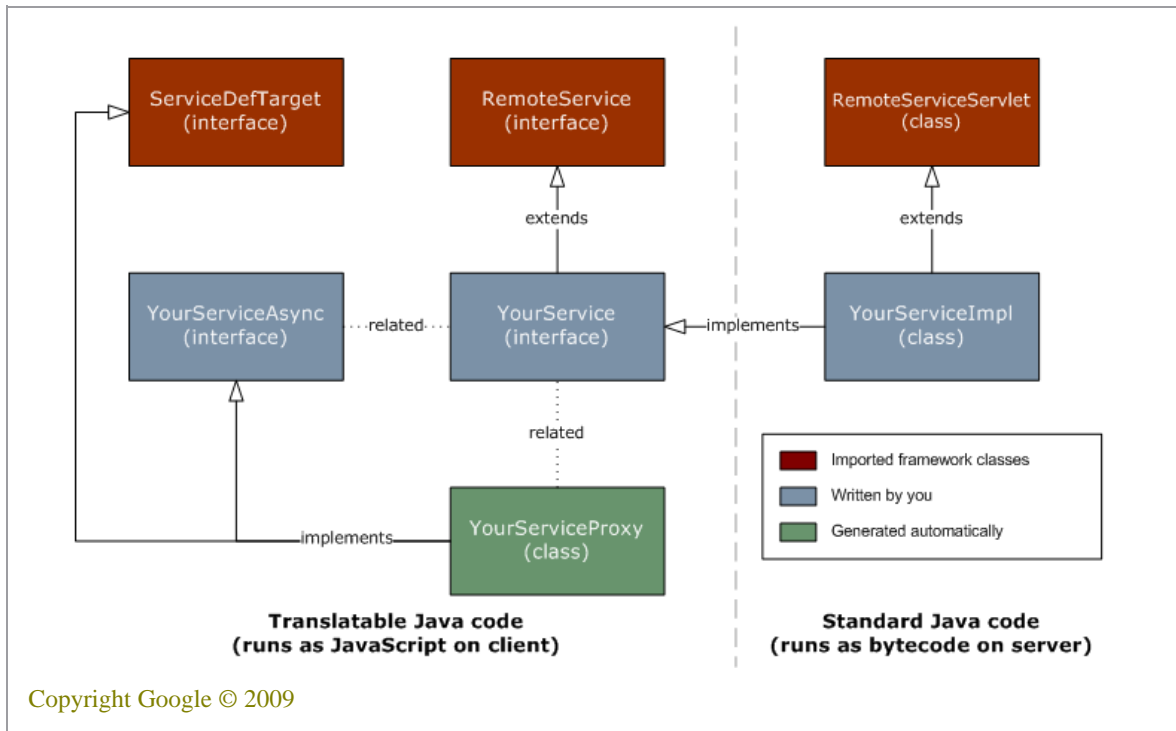 ServiceDefTarget
(interface)
RemoteService
(interface)
RemoteServiceServlet
(class)
extends
extends
YourServiceAsync
(interface)
related
YourService
(interface)
implements
YourServiceImpl
(class)
related
Imported framework classes
Written by you
Generated automatically
implements
YourServiceProxy
(class)
Translatable Java code
(runs as JavaScript on client)
Standard Java code
(runs as bytecode on server)
Copyright Google © 2009